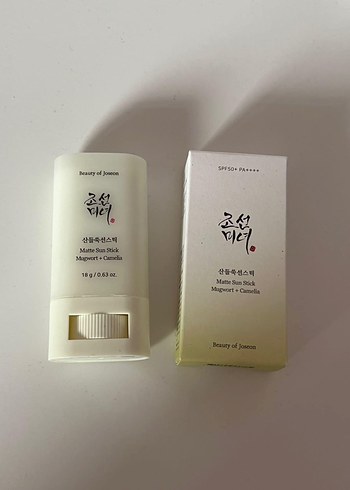 Beauty of Joseon
조선
미녀
산들쑥선스틱
Matte Sun Stick
Mugwort + Camelia
18 g / 0.63 oz
SPF50+ PA++++
조선
미녀
산들쑥선스틱
Matte Sun Stick
Mugwort + Camelia
Beauty of Joseon